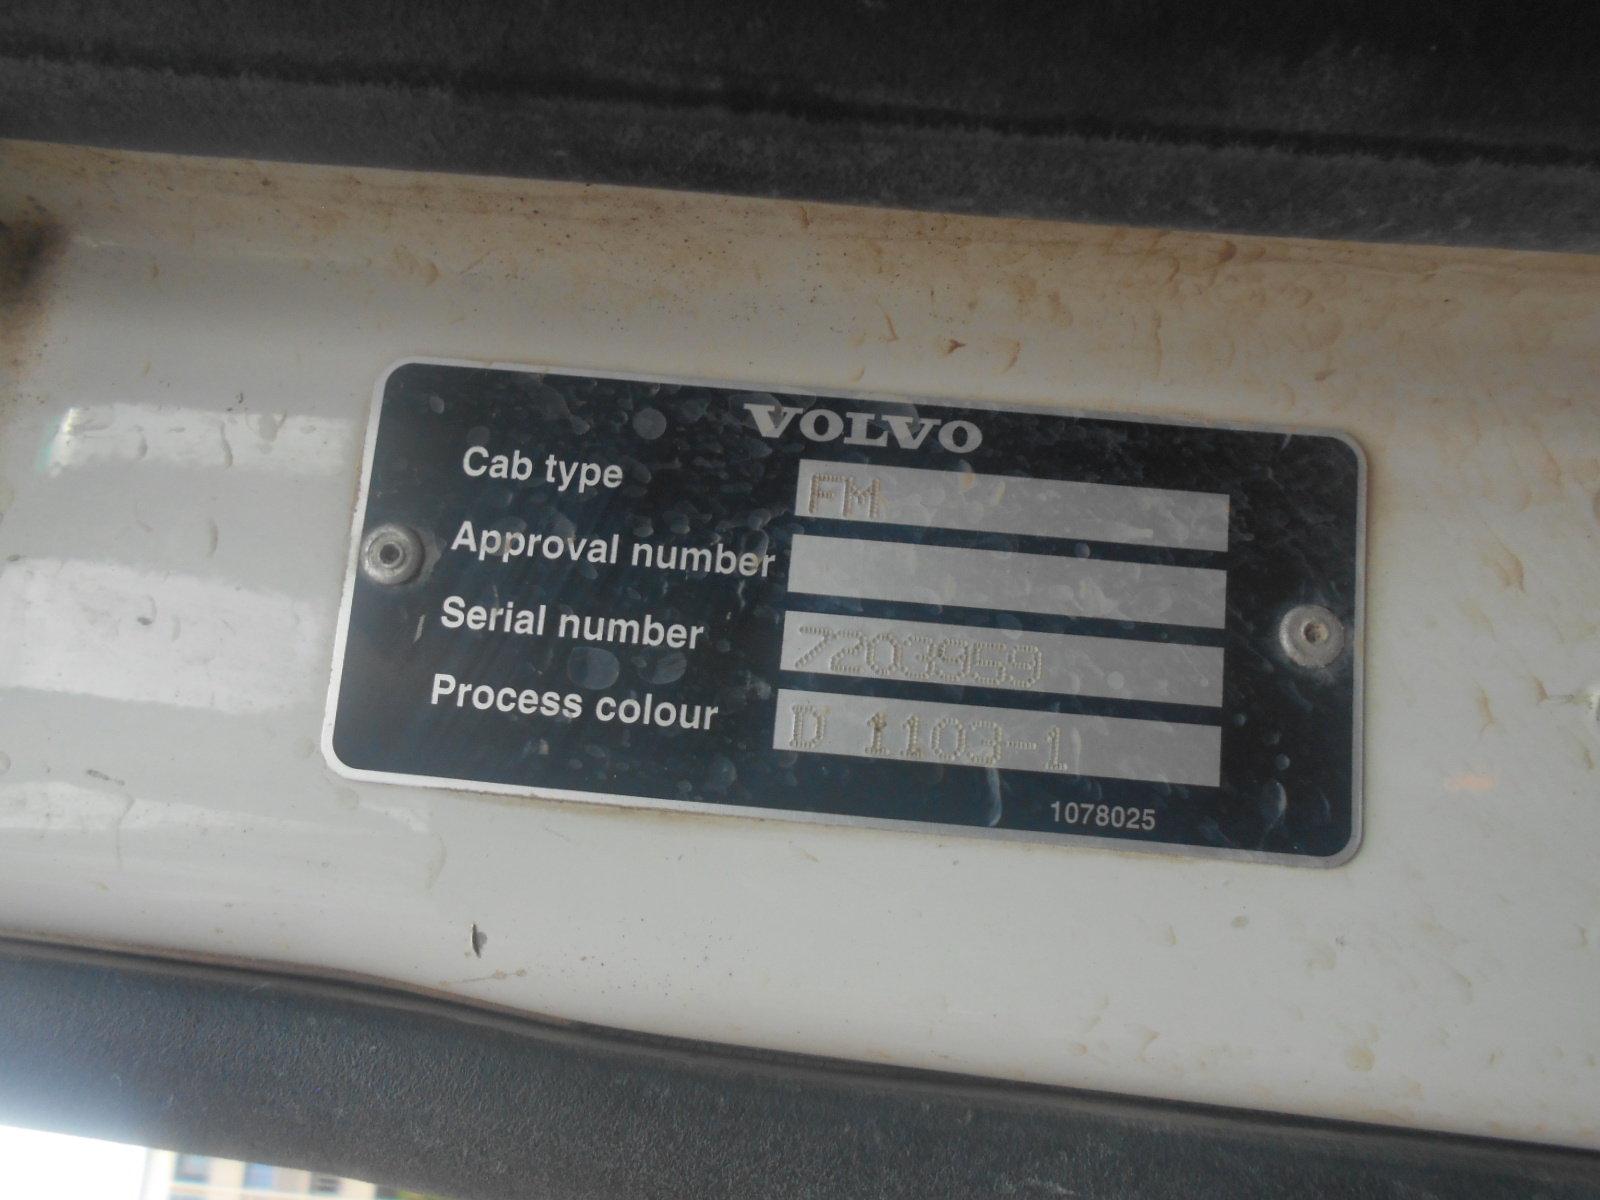 VOLVO
Cab type FM
Approval number
Serial number 7203959
Process colour D 1103-1
1078025